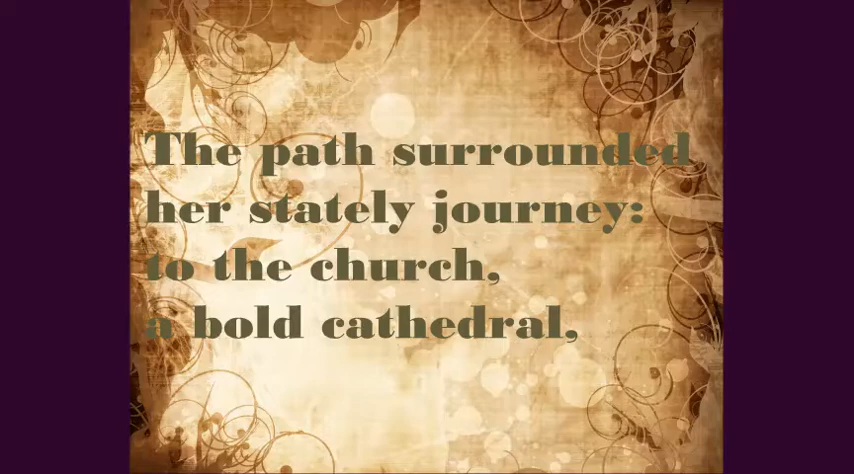 The path surrounded
her stately journey:
to the church,
a bold cathedral,